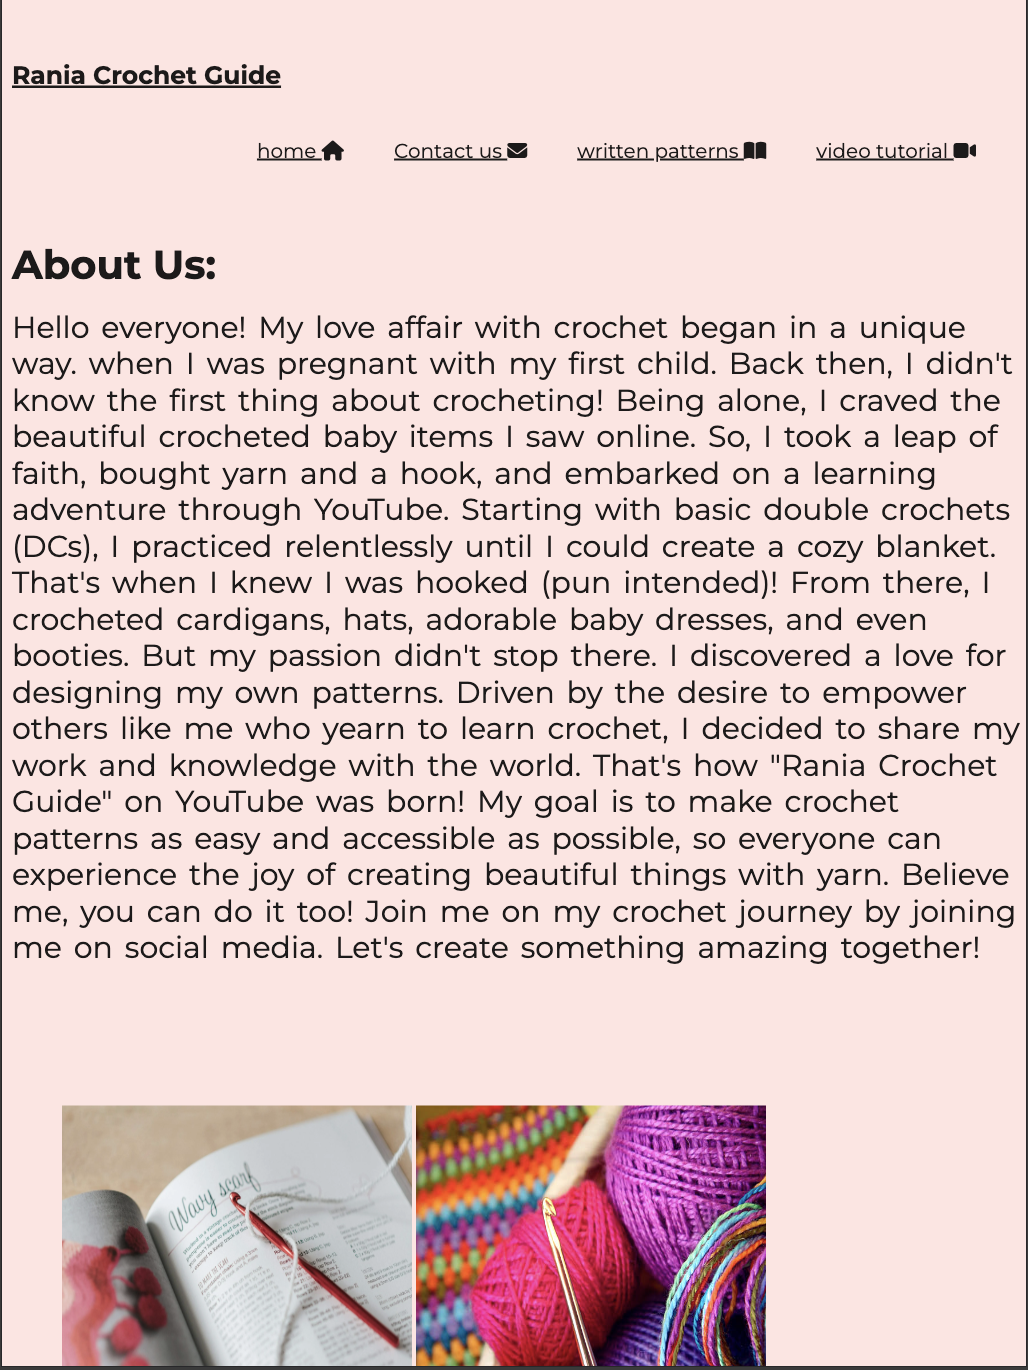 Rania Crochet Guide
home
Contact us
written patterns
video tutorial
About Us:
Hello everyone! My love affair with crochet began in a unique
way. when I was pregnant with my first child. Back then, I didn't
know the first thing about crocheting! Being alone, I craved the
beautiful crocheted baby items I saw online. So, I took a leap of
faith, bought yarn and a hook, and embarked on a learning
adventure through YouTube. Starting with basic double crochets
(DCs), I practiced relentlessly until I could create a cozy blanket.
That's when I knew I was hooked (pun intended)! From there, I
crocheted cardigans, hats, adorable baby dresses, and even
booties. But my passion didn't stop there. I discovered a love for
designing my own patterns. Driven by the desire to empower
others like me who yearn to learn crochet, I decided to share my
work and knowledge with the world. That's how "Rania Crochet
Guide" on YouTube was born! My goal is to make crochet
patterns as easy and accessible as possible, so everyone can
experience the joy of creating beautiful things with yarn. Believe
me, you can do it too! Join me on my crochet journey by joining
me on social media. Let's create something amazing together!
Wavy scarf